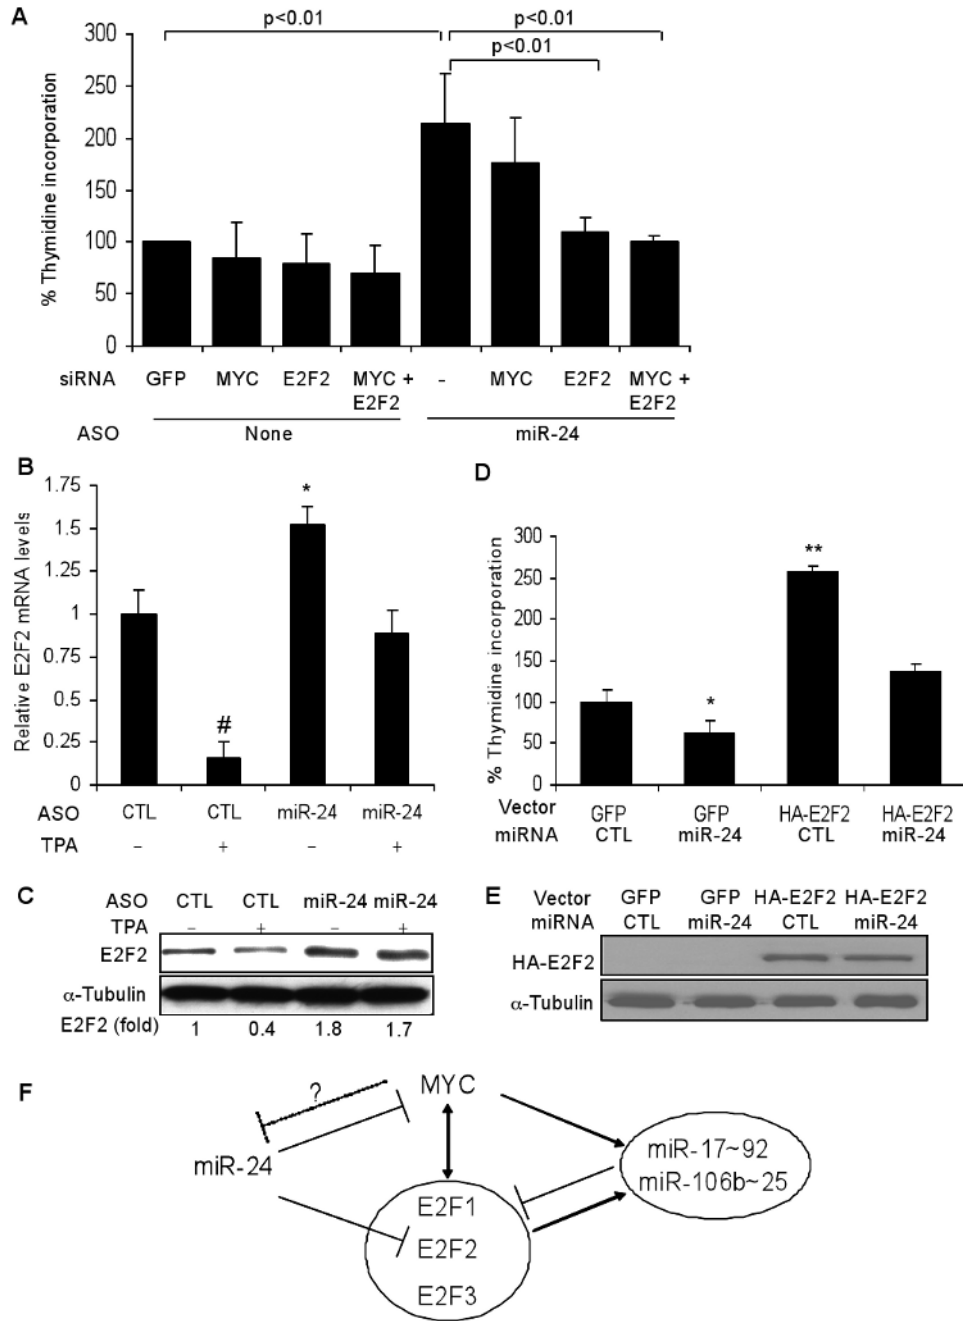 A
p<0.01
p<0.01
p<0.01
% Thymidine incorporation
300
250
200
150
100
50
0
siRNA GFP MYC E2F2 MYC + E2F2 - MYC E2F2 MYC + E2F2
ASO None miR-24
B
Relative E2F2 mRNA levels
1.75
1.5
1.25
1
0.75
0.5
0.25
0
#
*
ASO CTL CTL miR-24 miR-24
TPA – + – +
D
% Thymidine incorporation
300
250
200
150
100
50
0
*
**
Vector GFP GFP HA-E2F2 HA-E2F2
miRNA CTL miR-24 CTL miR-24
C
ASO CTL CTL miR-24 miR-24
TPA – + – +
E2F2
α-Tubulin
E2F2 (fold) 1 0.4 1.8 1.7
E
Vector GFP GFP HA-E2F2 HA-E2F2
miRNA CTL miR-24 CTL miR-24
HA-E2F2
α-Tubulin
F
MYC
?
miR-24
miR-17~92
miR-106b~25
E2F1
E2F2
E2F3